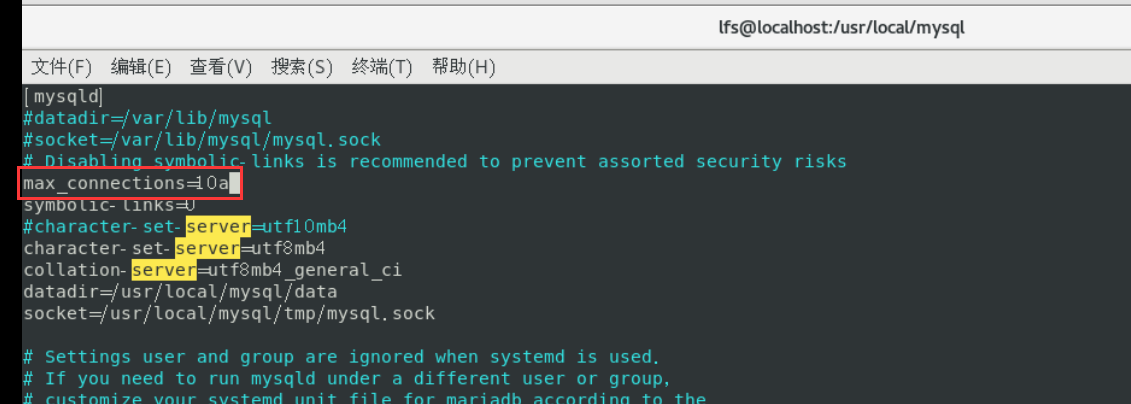 lfs@localhost:/usr/local/mysql
文件(F) 编辑(E) 查看(V) 搜索(S) 终端(T) 帮助(H)
[mysqld]
#datadir=/var/lib/mysql
#socket=/var/lib/mysql/mysql.sock
# Disabling symbolic-links is recommended to prevent assorted security risks
max_connections=10a
symbolic-links=0
#character-set-server=utf10mb4
character-set-server=utf8mb4
collation-server=utf8mb4_general_ci
datadir=/usr/local/mysql/data
socket=/usr/local/mysql/tmp/mysql.sock
# Settings user and group are ignored when systemd is used.
# If you need to run mysqld under a different user or group,
# customize your systemd unit file for mariadb according to the